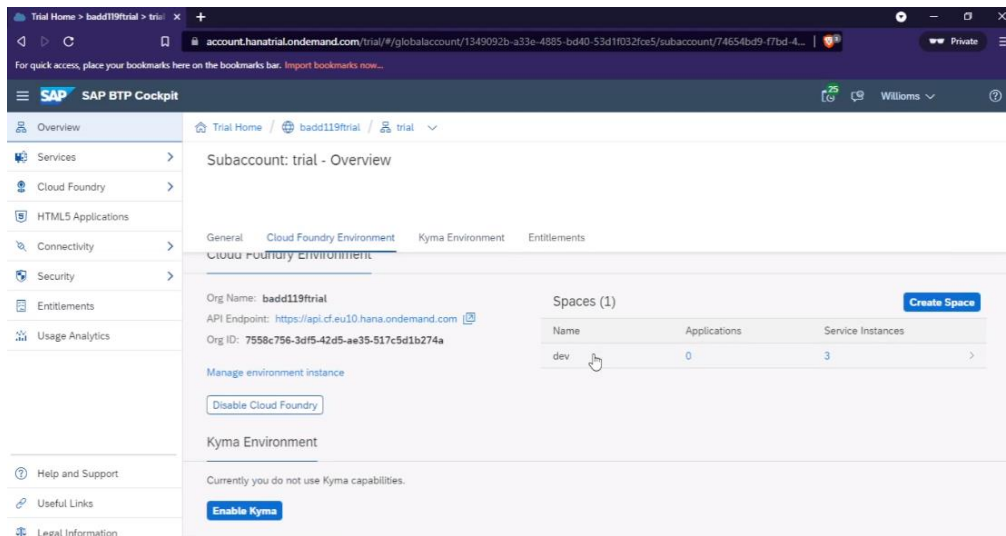 Trial Home > badd119ftrial > trial
account.hanatrial.ondemand.com/trial/#/globalaccount/1349092b-a33e-4885-bd40-53d1f032fce5/subaccount/74654bd9-f7bd-4...
Private
For quick access, place your bookmarks here on the bookmarks bar. Import bookmarks now...
SAP SAP BTP Cockpit
25
Willioms
Overview
Services
Cloud Foundry
HTML5 Applications
Connectivity
Security
Entitlements
Usage Analytics
Help and Support
Useful Links
Legal Information
Trial Home / badd119ftrial / trial
Subaccount: trial - Overview
General Cloud Foundry Environment Kyma Environment Entitlements
Cloud Foundry Environment
Org Name: badd119ftrial
API Endpoint: https://api.cf.eu10.hana.ondemand.com
Org ID: 7558c756-3df5-42d5-ae35-517c5d1b274a
Manage environment instance
Disable Cloud Foundry
Spaces (1) Create Space
Name Applications Service Instances
dev 0 3
Kyma Environment
Currently you do not use Kyma capabilities.
Enable Kyma